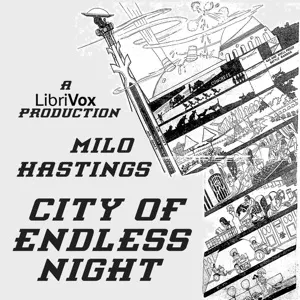 A
LibriVox
PRODUCTION
MILO
HASTINGS
CITY OF
ENDLESS
NIGHT